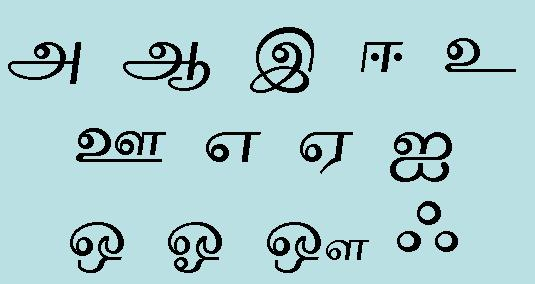 அ ஆ இ ஈ உ
ஊ எ ஏ ஐ
ஒ ஓ ஔ ஃ